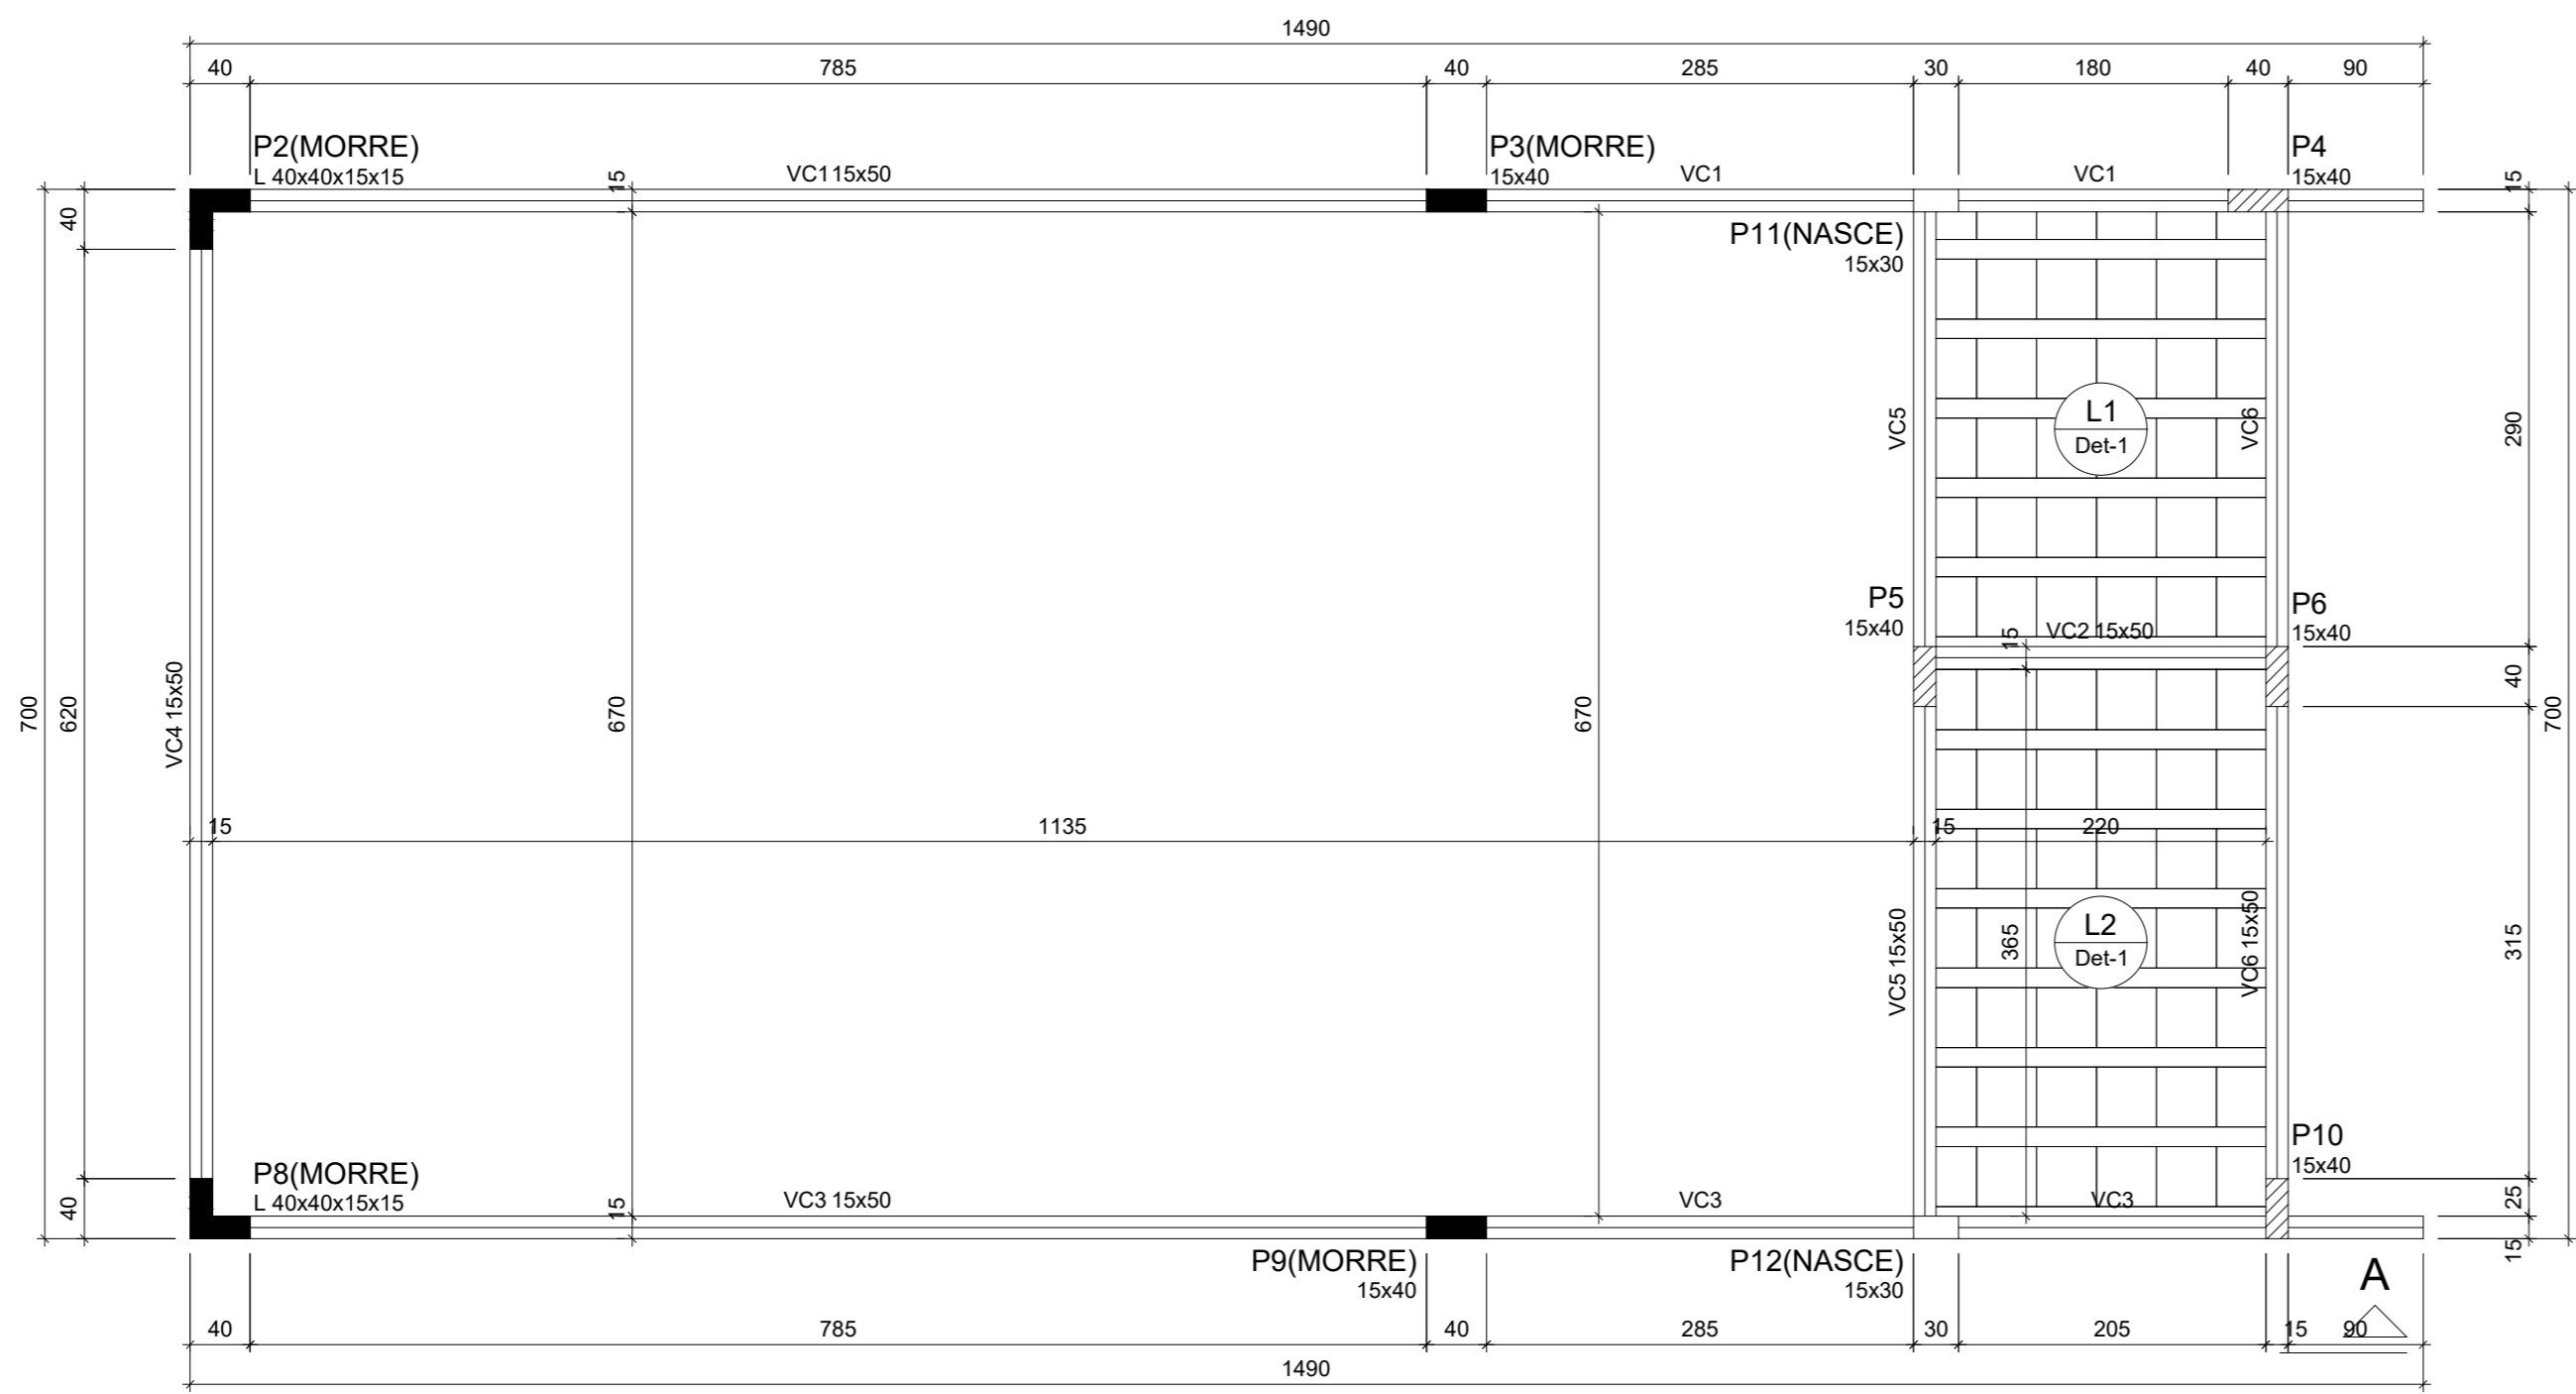 1490
40 785 40 285 30 180 40 90
P2(MORRE)
L 40x40x15x15
15
VC1 15x50
P3(MORRE)
15x40
VC1
VC1
P4
15x40
15
40
P11(NASCE)
15x30
L1
Det-1
VC5
VC6
290
P5
15x40
15
VC2 15x50
P6
15x40
VC4 15x50
700
620
670
670
40
700
15
1135
15
220
VC5 15x50
365
L2
Det-1
VC6 15x50
315
P10
15x40
P8(MORRE)
L 40x40x15x15
40
15
VC3 15x50
VC3
VC3
25
15
P9(MORRE)
15x40
P12(NASCE)
15x30
A
40 785 40 285 30 205 15 90
1490